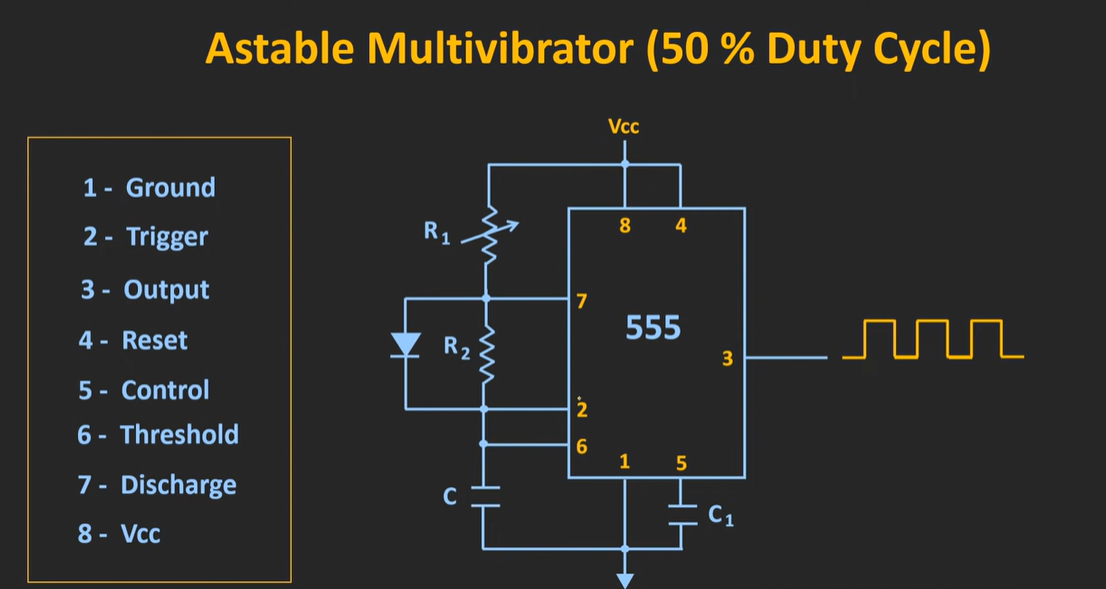 Astable Multivibrator (50 % Duty Cycle)
1 - Ground
2 - Trigger
3 - Output
4 - Reset
5 - Control
6 - Threshold
7 - Discharge
8 - Vcc
Vcc
R1
8 4
7
R2
555
3
2
6
1 5
C
C1